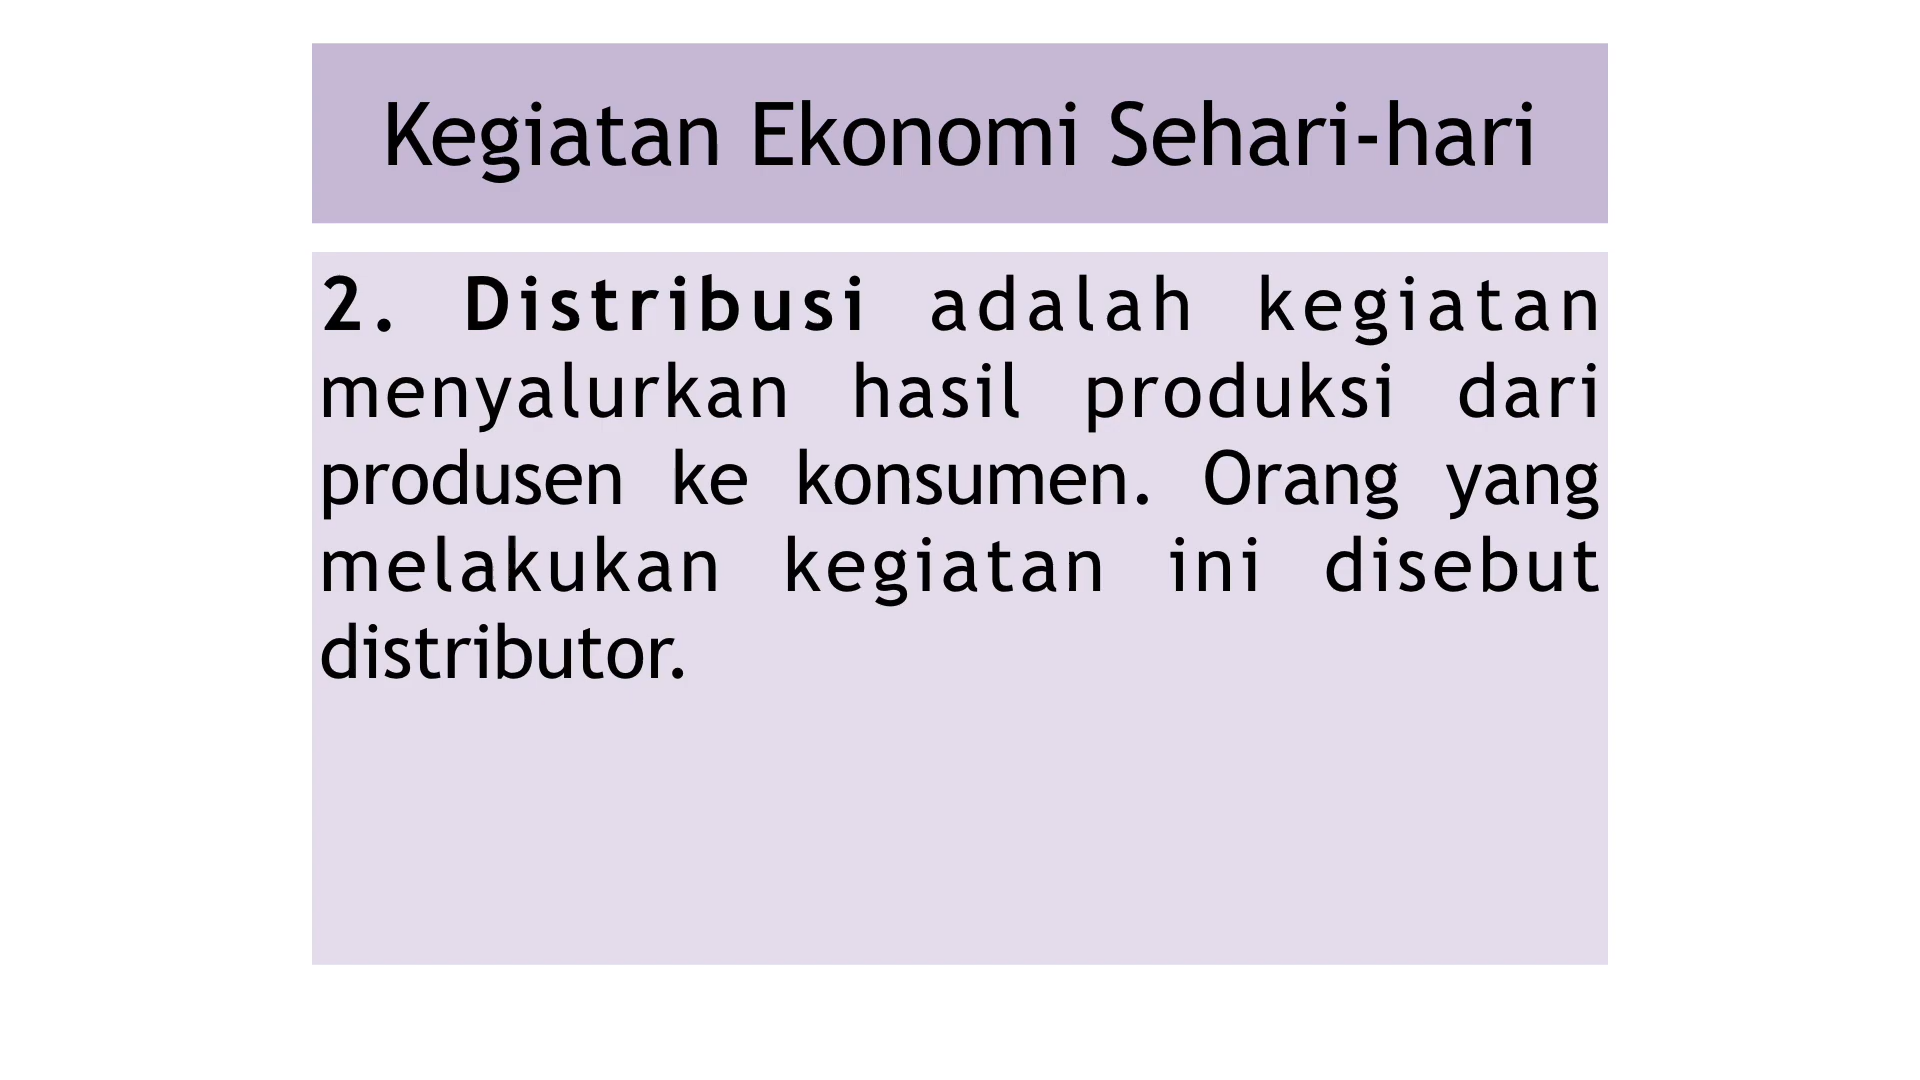 Kegiatan Ekonomi Sehari-hari
2. Distribusi adalah kegiatan
menyalurkan hasil produksi dari
produsen ke konsumen. Orang yang
melakukan kegiatan ini disebut
distributor.